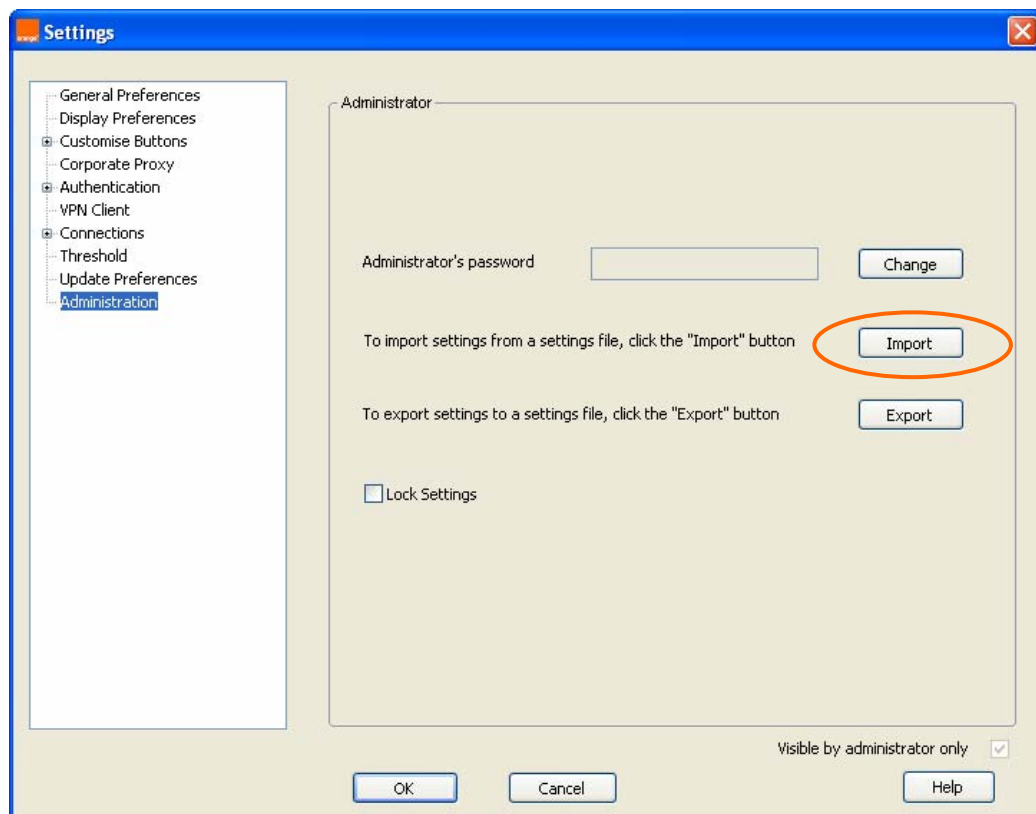 Settings
General Preferences
Display Preferences
Customise Buttons
Corporate Proxy
Authentication
VPN Client
Connections
Threshold
Update Preferences
Administration
Administrator
Administrator's password
Change
To import settings from a settings file, click the "Import" button
Import
To export settings to a settings file, click the "Export" button
Export
Lock Settings
Visible by administrator only
OK
Cancel
Help